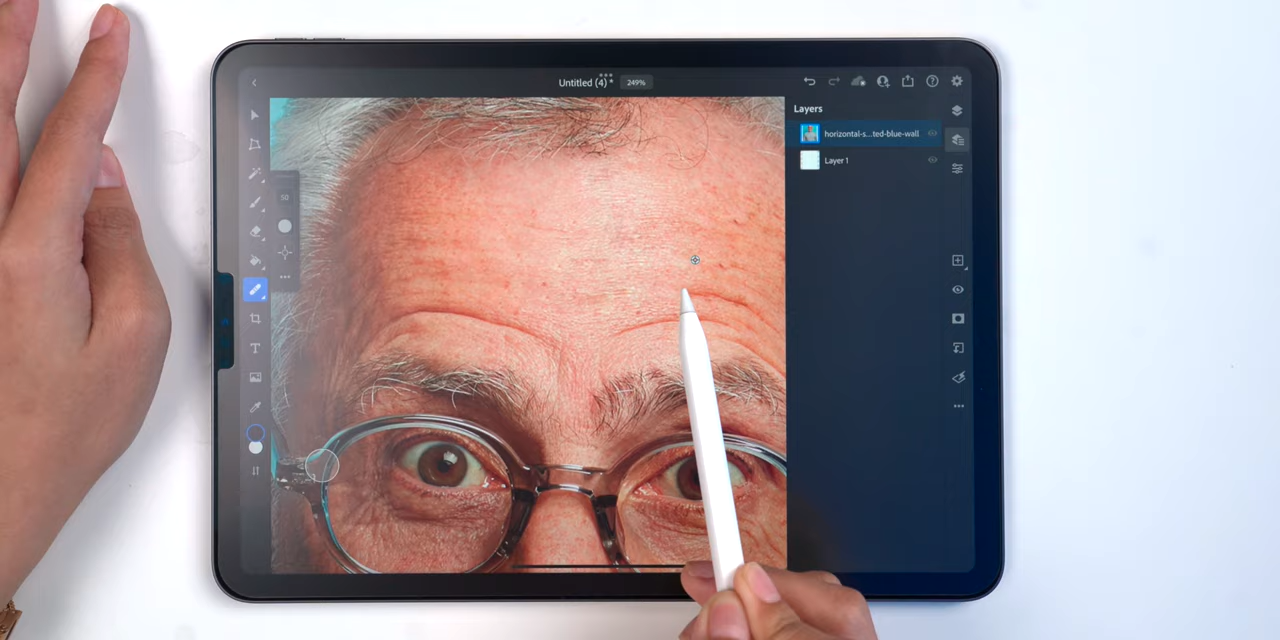 Untitled (4)*
249%
Layers
horizontal-s...ted-blue-wall
Layer 1
50
T